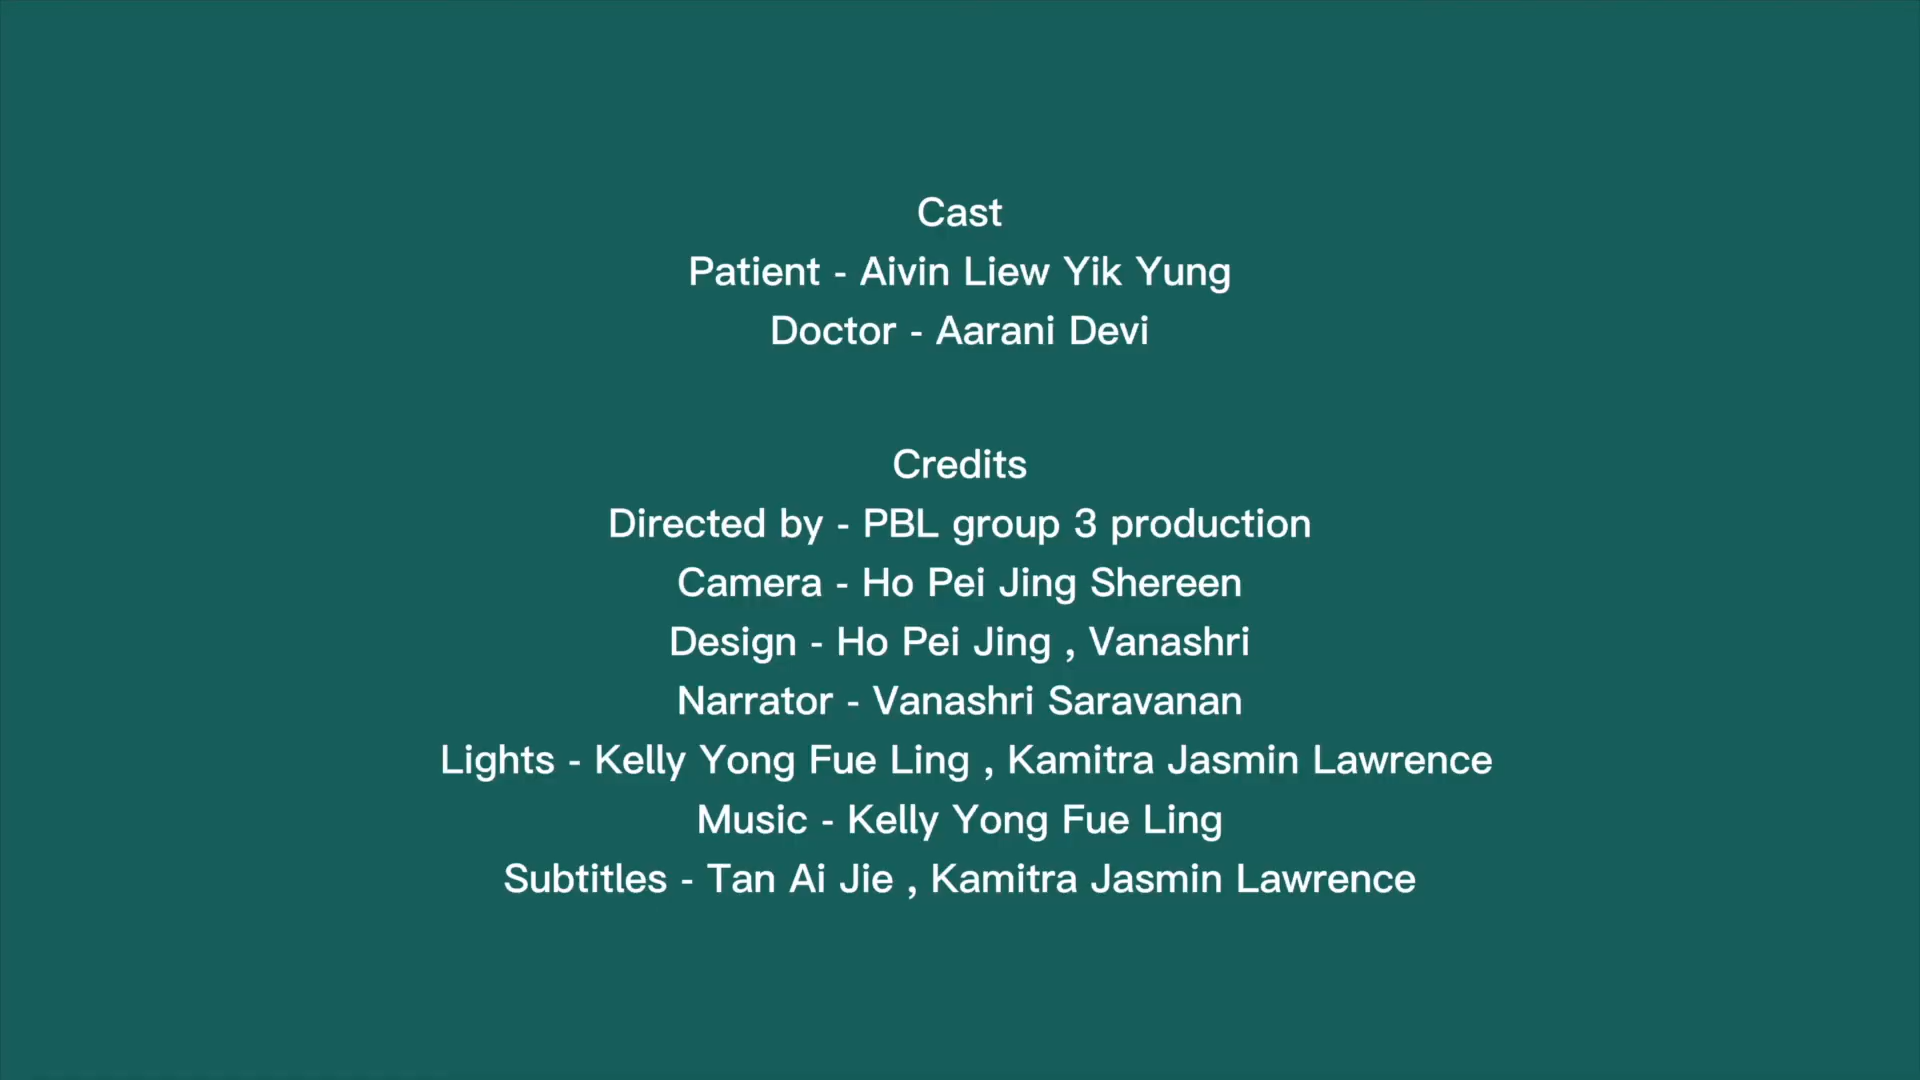 Cast
Patient - Aivin Liew Yik Yung
Doctor - Aarani Devi
Credits
Directed by - PBL group 3 production
Camera - Ho Pei Jing Shereen
Design - Ho Pei Jing , Vanashri
Narrator - Vanashri Saravanan
Lights - Kelly Yong Fue Ling , Kamitra Jasmin Lawrence
Music - Kelly Yong Fue Ling
Subtitles - Tan Ai Jie , Kamitra Jasmin Lawrence